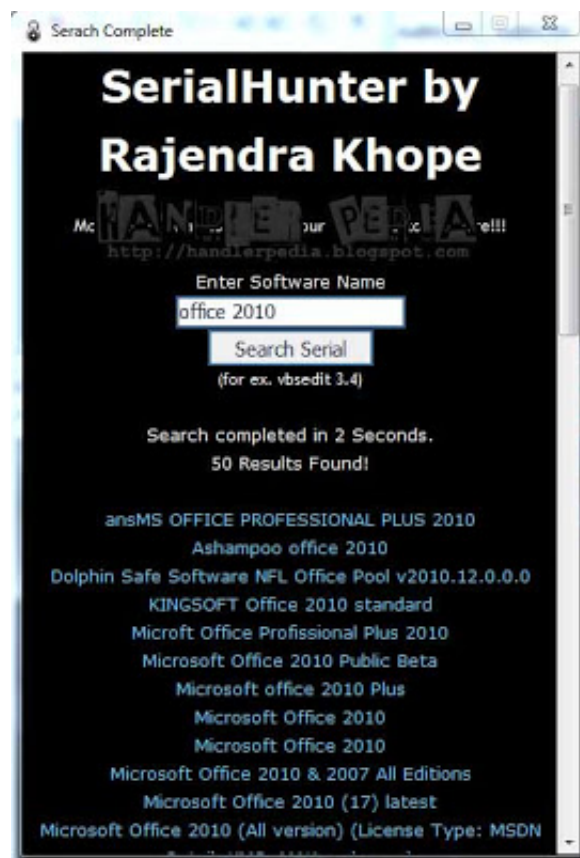 Serach Complete
SerialHunter by
Rajendra Khope
HANDLER PEDIA
http://handlerpedia.blogspot.com
Enter Software Name
office 2010
Search Serial
(for ex. vbsedit 3.4)
Search completed in 2 Seconds.
50 Results Found!
ansMS OFFICE PROFESSIONAL PLUS 2010
Ashampoo office 2010
Dolphin Safe Software NFL Office Pool v2010.12.0.0.0
KINGSOFT Office 2010 standard
Microft Office Profissional Plus 2010
Microsoft Office 2010 Public Beta
Microsoft office 2010 Plus
Microsoft Office 2010
Microsoft Office 2010
Microsoft Office 2010 & 2007 All Editions
Microsoft Office 2010 (17) latest
Microsoft Office 2010 (All version) (License Type: MSDN